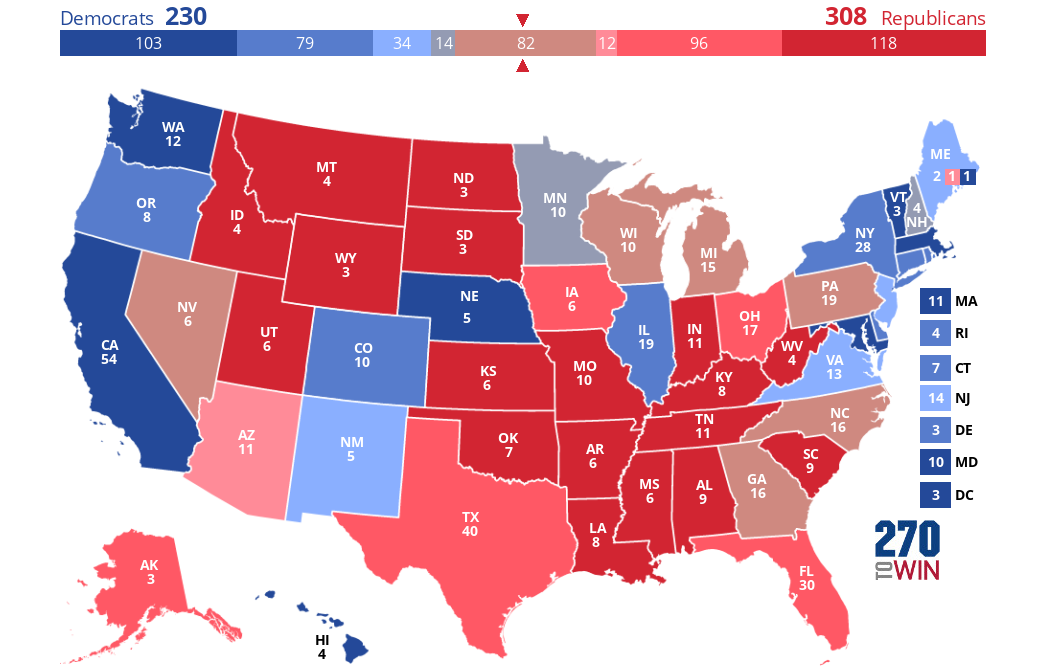 Democrats 230
308 Republicans
103 79 34 14 82 12 96 118
WA
12
OR
8
CA
54
NV
6
ID
4
MT
4
WY
3
UT
6
AZ
11
CO
10
NM
5
ND
3
SD
3
NE
5
KS
6
OK
7
TX
40
MN
10
IA
6
MO
10
AR
6
LA
8
WI
10
IL
19
MI
15
IN
11
OH
17
KY
8
WV
4
TN
11
MS
6
AL
9
GA
16
FL
30
SC
9
NC
16
VA
13
PA
19
NY
28
VT
3
4
NH
ME
2 1 1
11 MA
4 RI
7 CT
14 NJ
3 DE
10 MD
3 DC
AK
3
HI
4
270
TO WIN